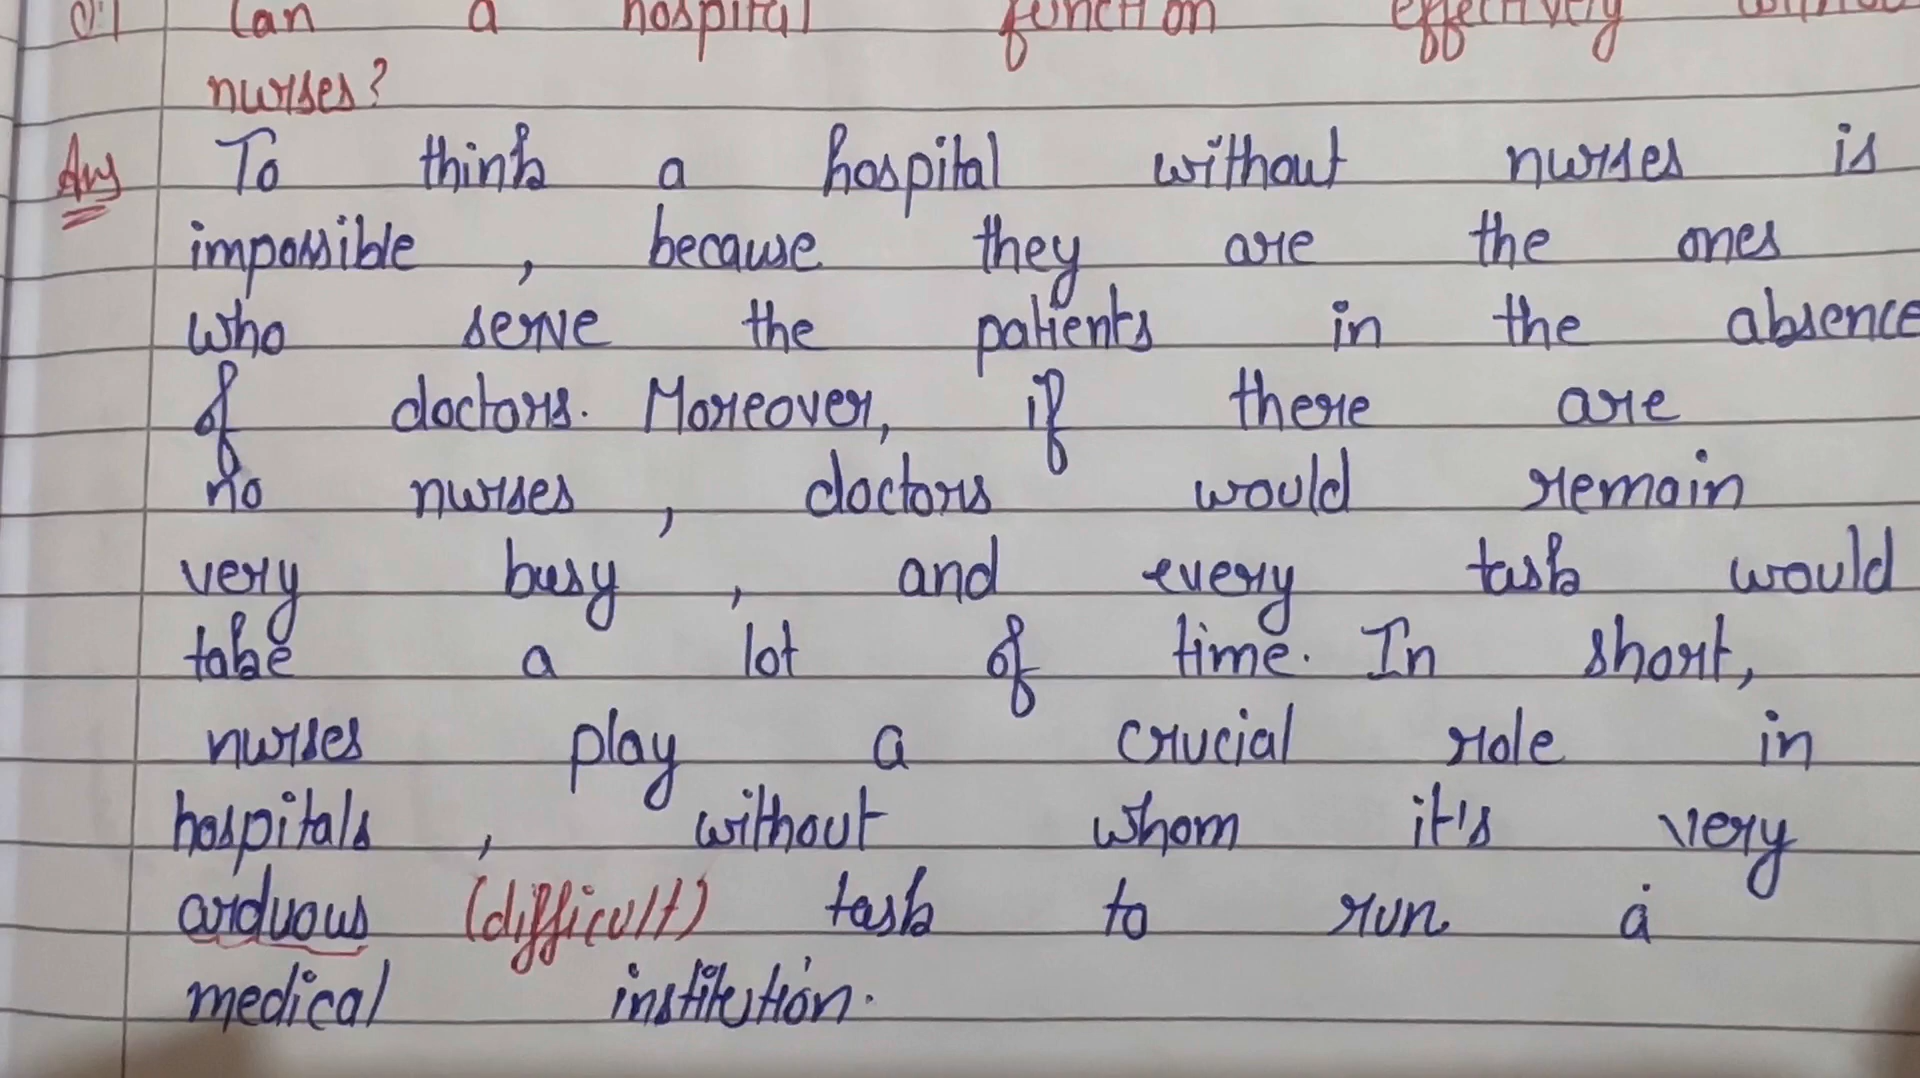 Q.1 Can a hospital function effectively without
nurses?
Ans To think a hospital without nurses is
impossible , because they are the ones
who serve the patients in the absence
of doctors. Moreover, if there are
no nurses , doctors would remain
very busy , and every task would
take a lot of time. In short,
nurses play a crucial role in
hospitals , without whom it's very
arduous (difficult) task to run a
medical institution.